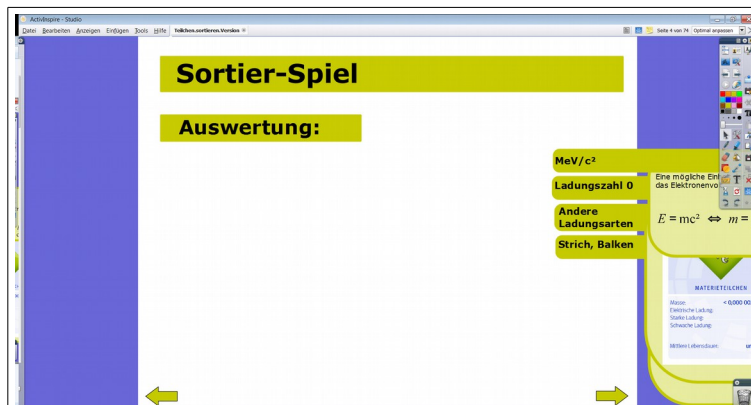 ActivInspire - Studio
Datei Bearbeiten Anzeigen Einfügen Tools Hilfe Teilchen.sortieren.Version
Seite 4 von 74 Optimal anpassen
Sortier-Spiel
Auswertung:
MeV/c²
Ladungszahl 0
Eine mögliche Ein
das Elektronenvo
Andere
Ladungsarten
E = mc² ⇔ m =
Strich, Balken
MATERIETEILCHEN
Masse: < 0,000 00
Elektrische Ladung:
Starke Ladung:
Schwache Ladung:
Mittlere Lebensdauer: